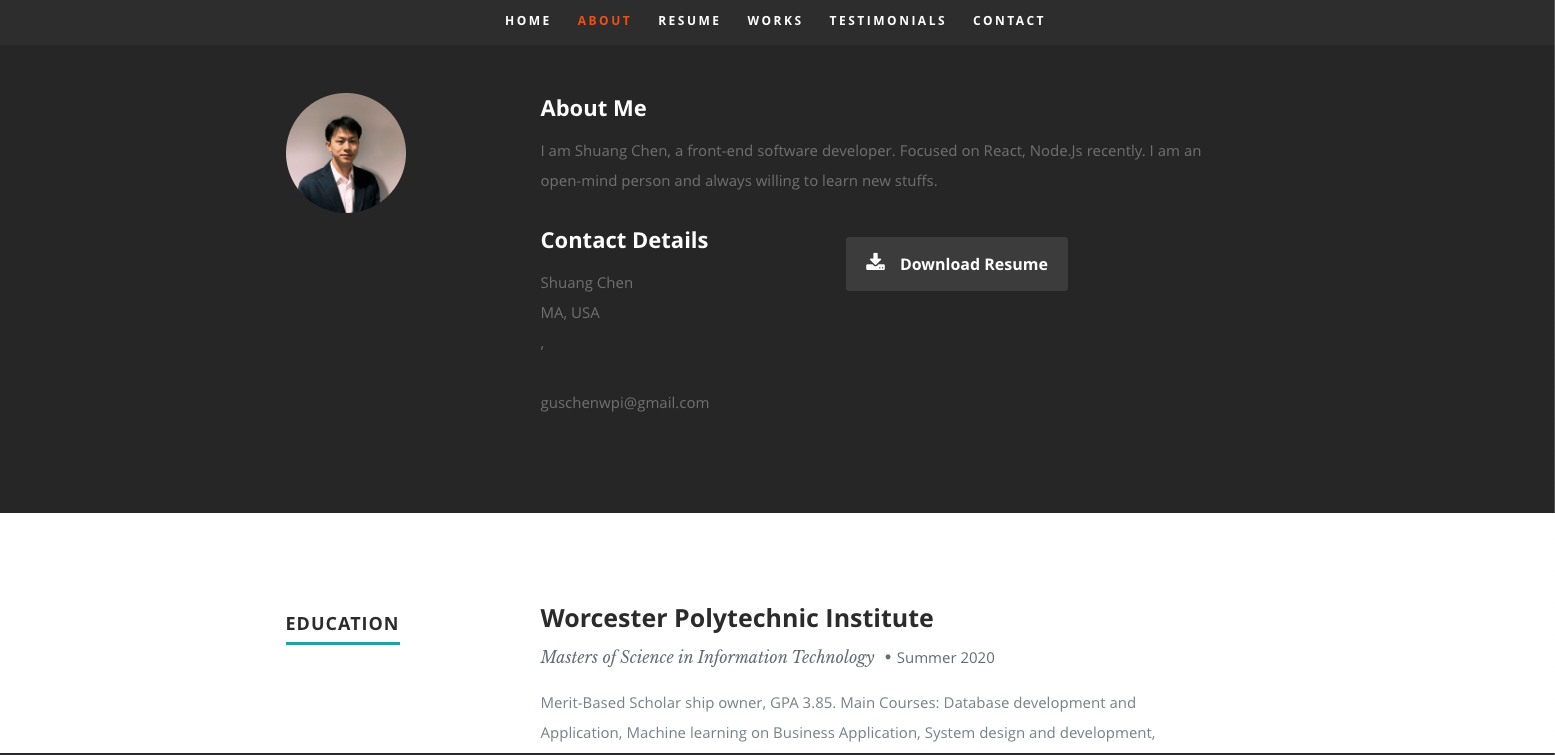 HOME ABOUT RESUME WORKS TESTIMONIALS CONTACT
About Me
I am Shuang Chen, a front-end software developer. Focused on React, Node.Js recently. I am an
open-mind person and always willing to learn new stuffs.
Contact Details
Download Resume
Shuang Chen
MA, USA
,
guschenwpi@gmail.com
EDUCATION
Worcester Polytechnic Institute
Masters of Science in Information Technology • Summer 2020
Merit-Based Scholar ship owner, GPA 3.85. Main Courses: Database development and
Application, Machine learning on Business Application, System design and development,